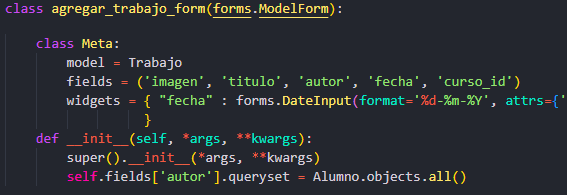 class agregar_trabajo_form(forms.ModelForm):
    class Meta:
        model = Trabajo
        fields = ('imagen', 'titulo', 'autor', 'fecha', 'curso_id')
        widgets = { "fecha" : forms.DateInput(format='%d-%m-%Y', attrs={'
                  }
    def __init__(self, *args, **kwargs):
        super().__init__(*args, **kwargs)
        self.fields['autor'].queryset = Alumno.objects.all()